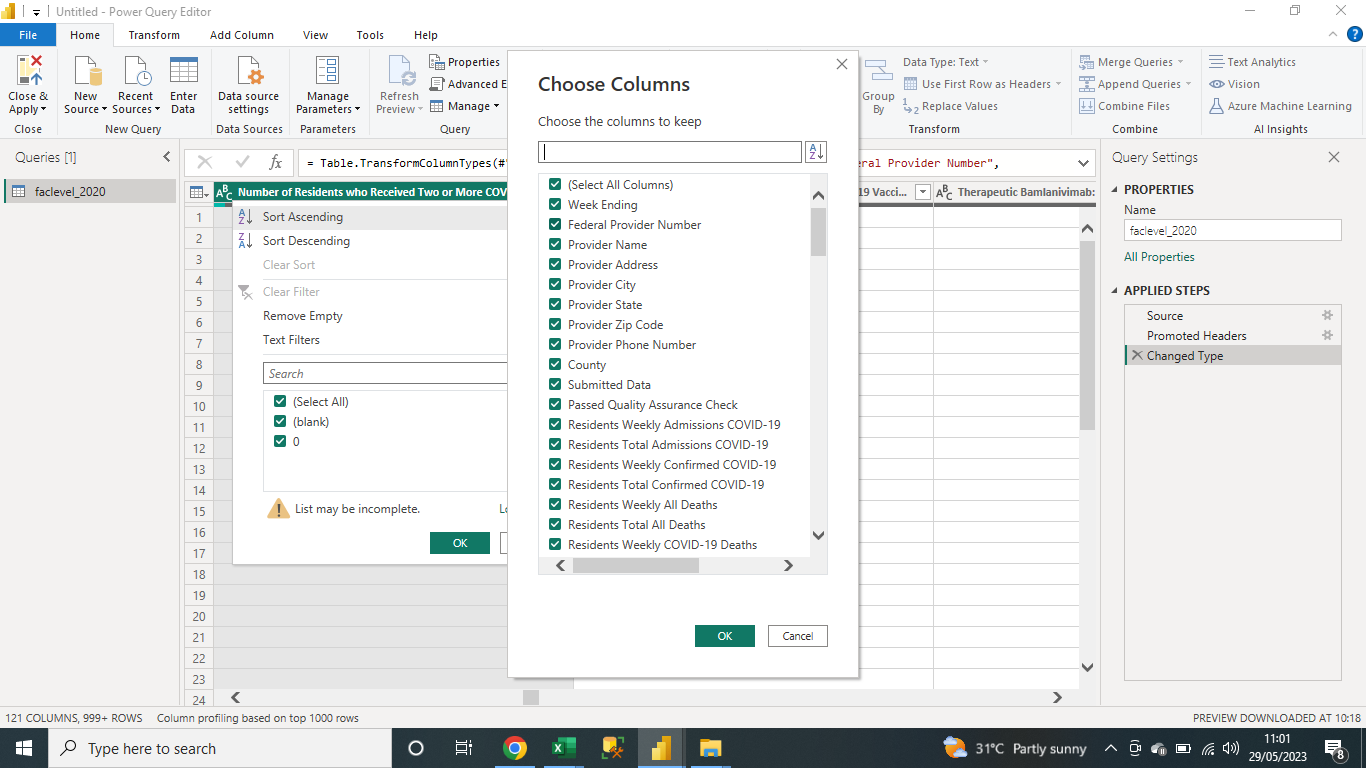 Untitled - Power Query Editor
File Home Transform Add Column View Tools Help
Close & Apply
Close
New Source
Recent Sources
Enter Data
New Query
Data source settings
Data Sources
Manage Parameters
Parameters
Refresh Preview
Properties
Advanced E
Manage
Query
Group By
Data Type: Text
Use First Row as Headers
Replace Values
Transform
Merge Queries
Append Queries
Combine Files
Combine
Text Analytics
Vision
Azure Machine Learning
AI Insights
Queries [1]
faclevel_2020
fx
= Table.TransformColumnTypes(#"
eral Provider Number",
Number of Residents who Received Two or More COV
19 Vacci...
Therapeutic Bamlanivimab:
1
2
3
4
5
6
7
8
9
10
11
12
13
14
15
16
17
18
19
20
21
22
23
24
Sort Ascending
Sort Descending
Clear Sort
Clear Filter
Remove Empty
Text Filters
Search
(Select All)
(blank)
0
List may be incomplete.
OK
Choose Columns
Choose the columns to keep
(Select All Columns)
Week Ending
Federal Provider Number
Provider Name
Provider Address
Provider City
Provider State
Provider Zip Code
Provider Phone Number
County
Submitted Data
Passed Quality Assurance Check
Residents Weekly Admissions COVID-19
Residents Total Admissions COVID-19
Residents Weekly Confirmed COVID-19
Residents Total Confirmed COVID-19
Residents Weekly All Deaths
Residents Total All Deaths
Residents Weekly COVID-19 Deaths
OK Cancel
Query Settings
PROPERTIES
Name
faclevel_2020
All Properties
APPLIED STEPS
Source
Promoted Headers
Changed Type
121 COLUMNS, 999+ ROWS Column profiling based on top 1000 rows
PREVIEW DOWNLOADED AT 10:18
Type here to search
31°C Partly sunny
11:01
29/05/2023
8